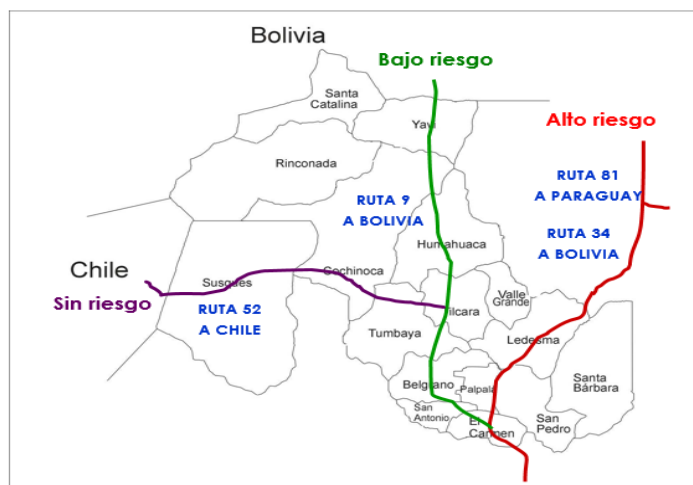 Bolivia
Bajo riesgo
Santa
Catalina
Yavi
Alto riesgo
Rinconada
RUTA 81
A PARAGUAY
RUTA 9
A BOLIVIA
RUTA 34
A BOLIVIA
Humahuaca
Chile
Susques
Cochinoca
Sin riesgo
Valle
Grande
RUTA 52
A CHILE
Tilcara
Tumbaya
Ledesma
Belgrano
Palpalá
Santa
Bárbara
San
Antonio
El
Carmen
San
Pedro